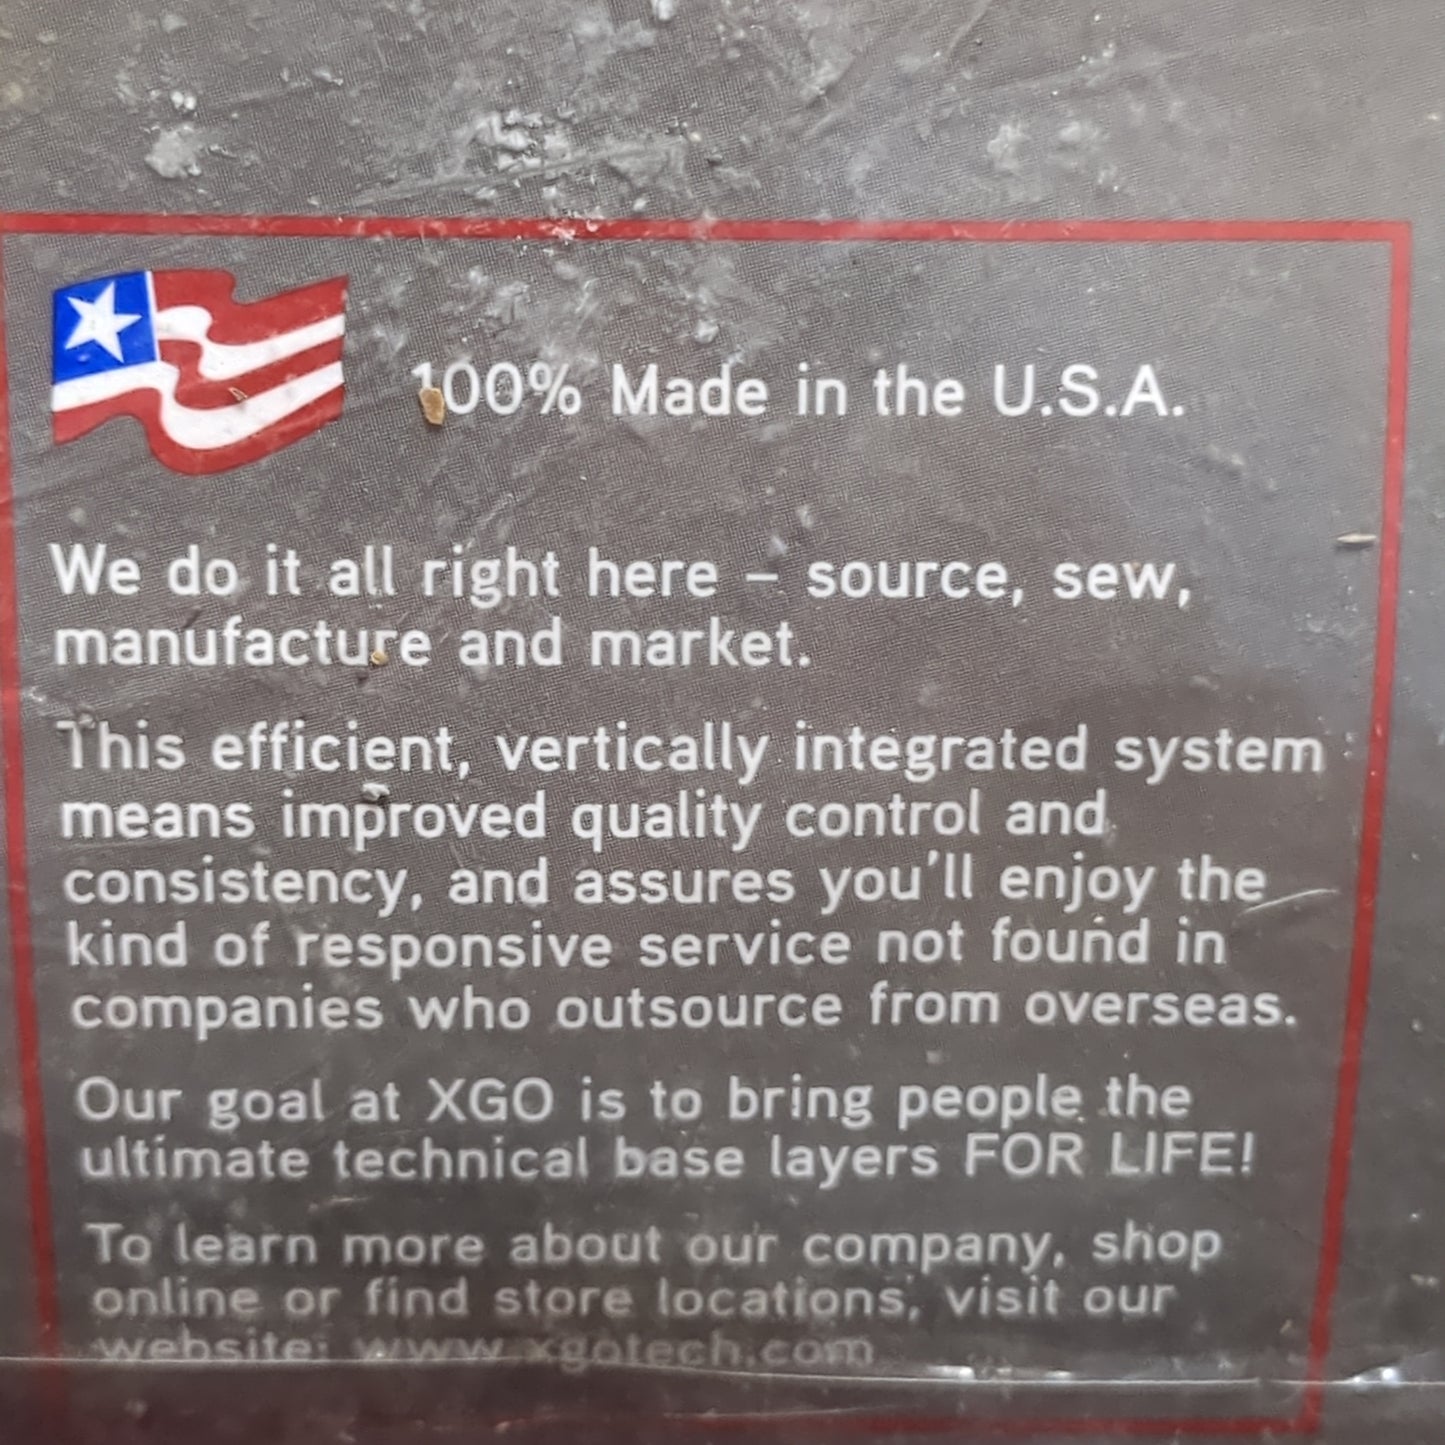 100% Made in the U.S.A.
We do it all right here – source, sew,
manufacture and market.
This efficient, vertically integrated system
means improved quality control and
consistency, and assures you'll enjoy the
kind of responsive service not found in
companies who outsource from overseas.
Our goal at XGO is to bring people the
ultimate technical base layers FOR LIFE!
To learn more about our company, shop
online or find store locations, visit our
website: www.xgotech.com